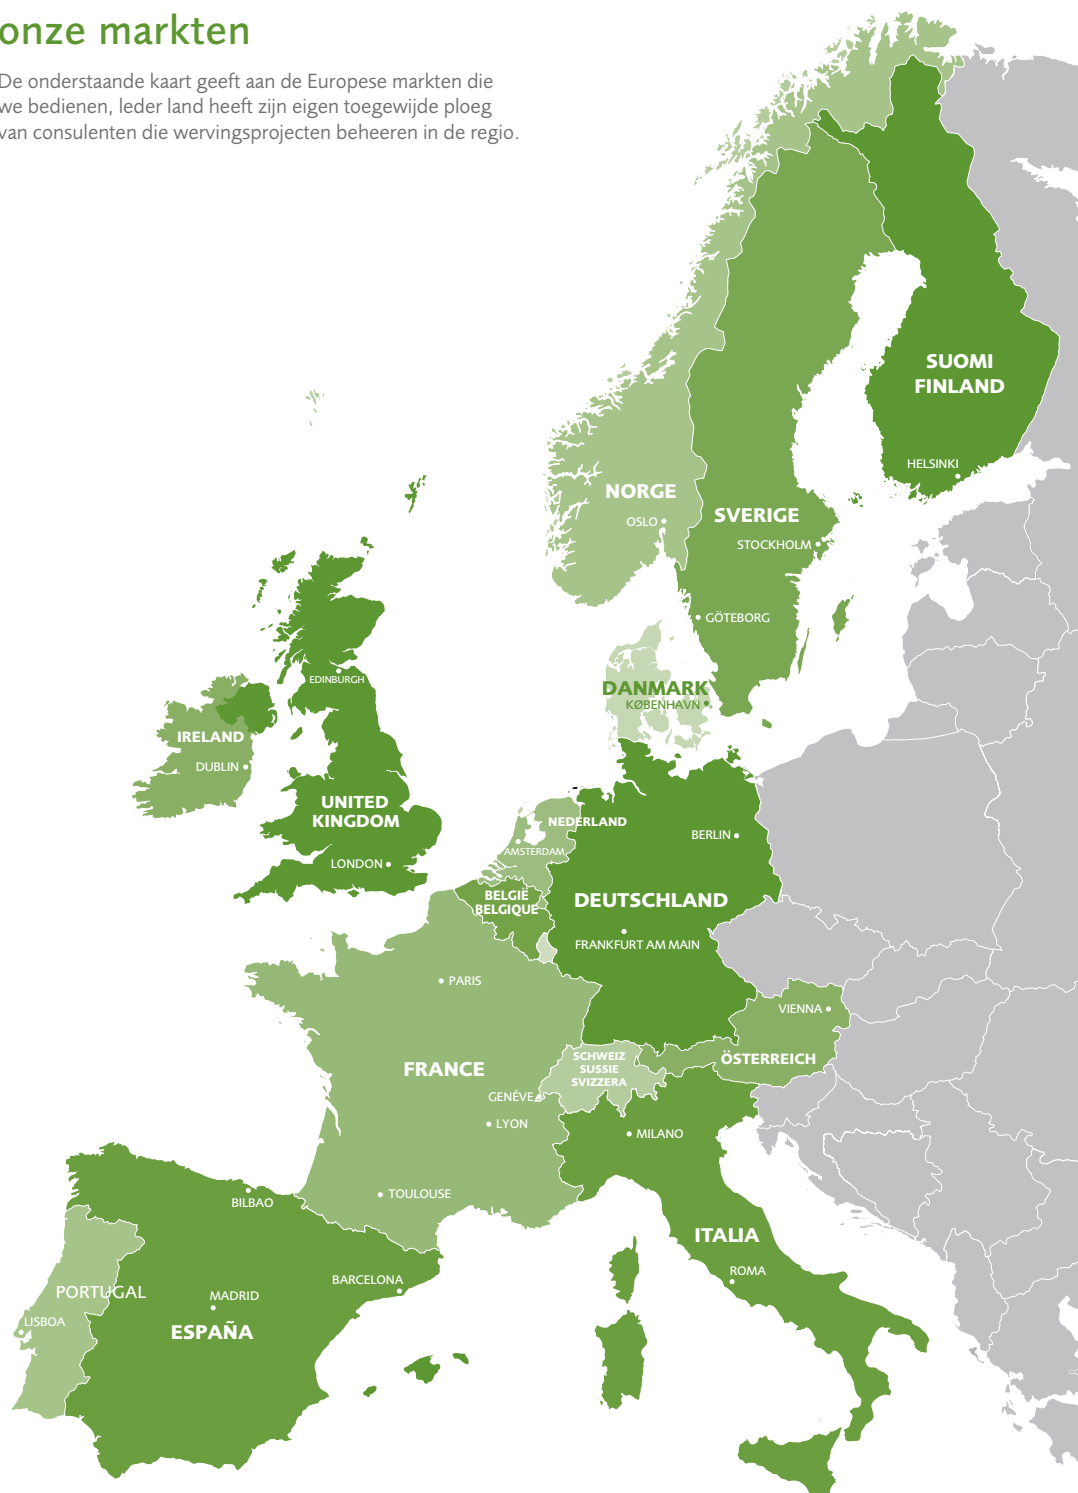 onze markten
De onderstaande kaart geeft aan de Europese markten die
we bedienen, Ieder land heeft zijn eigen toegewijde ploeg
van consulenten die wervingsprojecten beheeren in de regio.
SUOMI
FINLAND
HELSINKI
NORGE
OSLO
SVERIGE
STOCKHOLM
GÖTEBORG
EDINBURGH
DANMARK
KØBENHAVN
IRELAND
DUBLIN
UNITED
KINGDOM
LONDON
NEDERLAND
AMSTERDAM
BERLIN
BELGIË
BELGIQUE
DEUTSCHLAND
FRANKFURT AM MAIN
PARIS
VIENNA
ÖSTERREICH
SCHWEIZ
SUSSIE
SVIZZERA
FRANCE
GENÉVE
LYON
MILANO
TOULOUSE
BILBAO
ITALIA
ROMA
BARCELONA
PORTUGAL
MADRID
LISBOA
ESPAÑA